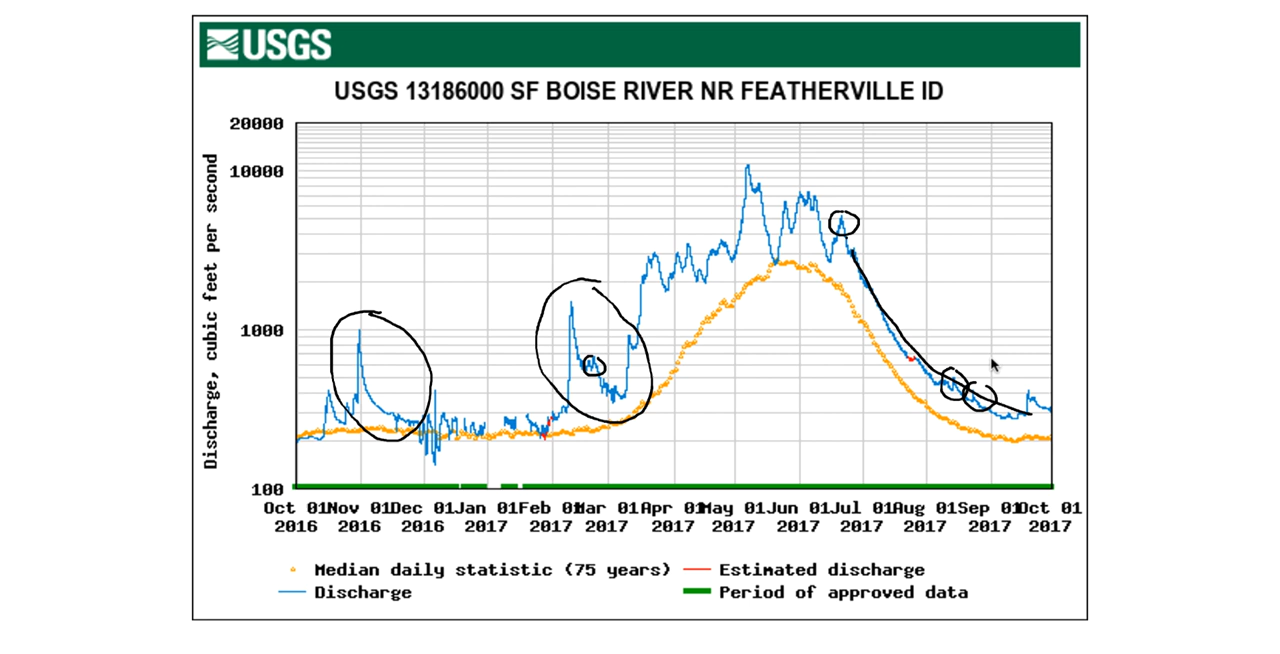 USGS
USGS 13186000 SF BOISE RIVER NR FEATHERVILLE ID
Discharge, cubic feet per second
20000
10000
1000
100
Oct 01 Nov 01 Dec 01 Jan 01 Feb 01 Mar 01 Apr 01 May 01 Jun 01 Jul 01 Aug 01 Sep 01 Oct 01
2016 2016 2016 2017 2017 2017 2017 2017 2017 2017 2017 2017 2017
Median daily statistic (75 years)
Estimated discharge
Discharge
Period of approved data